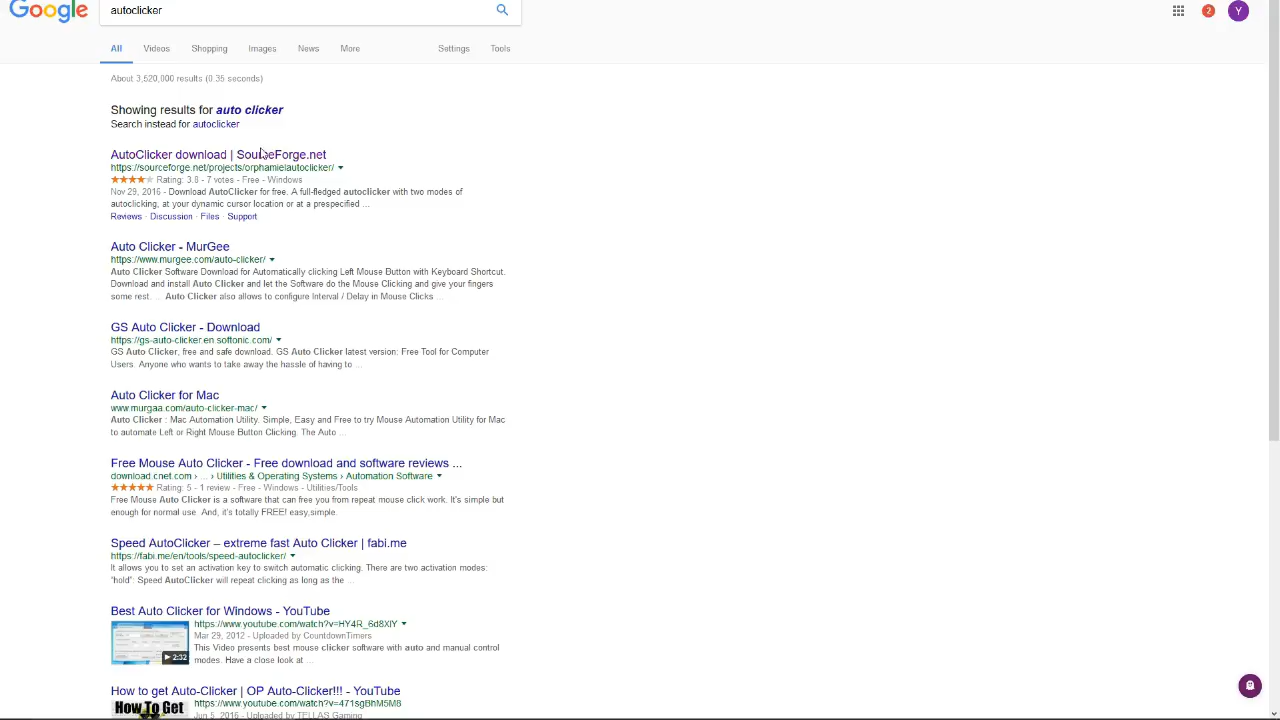 Google
autoclicker
2
Y
All Videos Shopping Images News More Settings Tools
About 3,520,000 results (0.35 seconds)
Showing results for auto clicker
Search instead for autoclicker
AutoClicker download | SourceForge.net
https://sourceforge.net/projects/orphamielautoclicker/
Rating: 3.8 - 7 votes - Free - Windows
Nov 29, 2016 - Download AutoClicker for free. A full-fledged autoclicker with two modes of
autoclicking, at your dynamic cursor location or at a prespecified ...
Reviews · Discussion · Files · Support
Auto Clicker - MurGee
https://www.murgee.com/auto-clicker/
Auto Clicker Software Download for Automatically clicking Left Mouse Button with Keyboard Shortcut.
Download and install Auto Clicker and let the Software do the Mouse Clicking and give your fingers
some rest. ... Auto Clicker also allows to configure Interval / Delay in Mouse Clicks ...
GS Auto Clicker - Download
https://gs-auto-clicker.en.softonic.com/
GS Auto Clicker, free and safe download. GS Auto Clicker latest version: Free Tool for Computer
Users. Anyone who wants to take away the hassle of having to ...
Auto Clicker for Mac
www.murgaa.com/auto-clicker-mac/
Auto Clicker : Mac Automation Utility. Simple, Easy and Free to try Mouse Automation Utility for Mac
to automate Left or Right Mouse Button Clicking. The Auto ...
Free Mouse Auto Clicker - Free download and software reviews ...
download.cnet.com › ... › Utilities & Operating Systems › Automation Software
Rating: 5 - 1 review - Free - Windows - Utilities/Tools
Free Mouse Auto Clicker is a software that can free you from repeat mouse click work. It's simple but
enough for normal use. And, it's totally FREE! easy,simple.
Speed AutoClicker – extreme fast Auto Clicker | fabi.me
https://fabi.me/en/tools/speed-autoclicker/
It allows you to set an activation key to switch automatic clicking. There are two activation modes:
"hold": Speed AutoClicker will repeat clicking as long as the ...
Best Auto Clicker for Windows - YouTube
https://www.youtube.com/watch?v=HY4R_6d8XIY
Mar 29, 2012 - Uploaded by CountdownTimers
This Video presents best mouse clicker software with auto and manual control
modes. Have a close look at ...
2:32
How to get Auto-Clicker | OP Auto-Clicker!!! - YouTube
https://www.youtube.com/watch?v=471sgBhM5M8
Jun 5, 2016 - Uploaded by TELLAS Gaming
How To Get